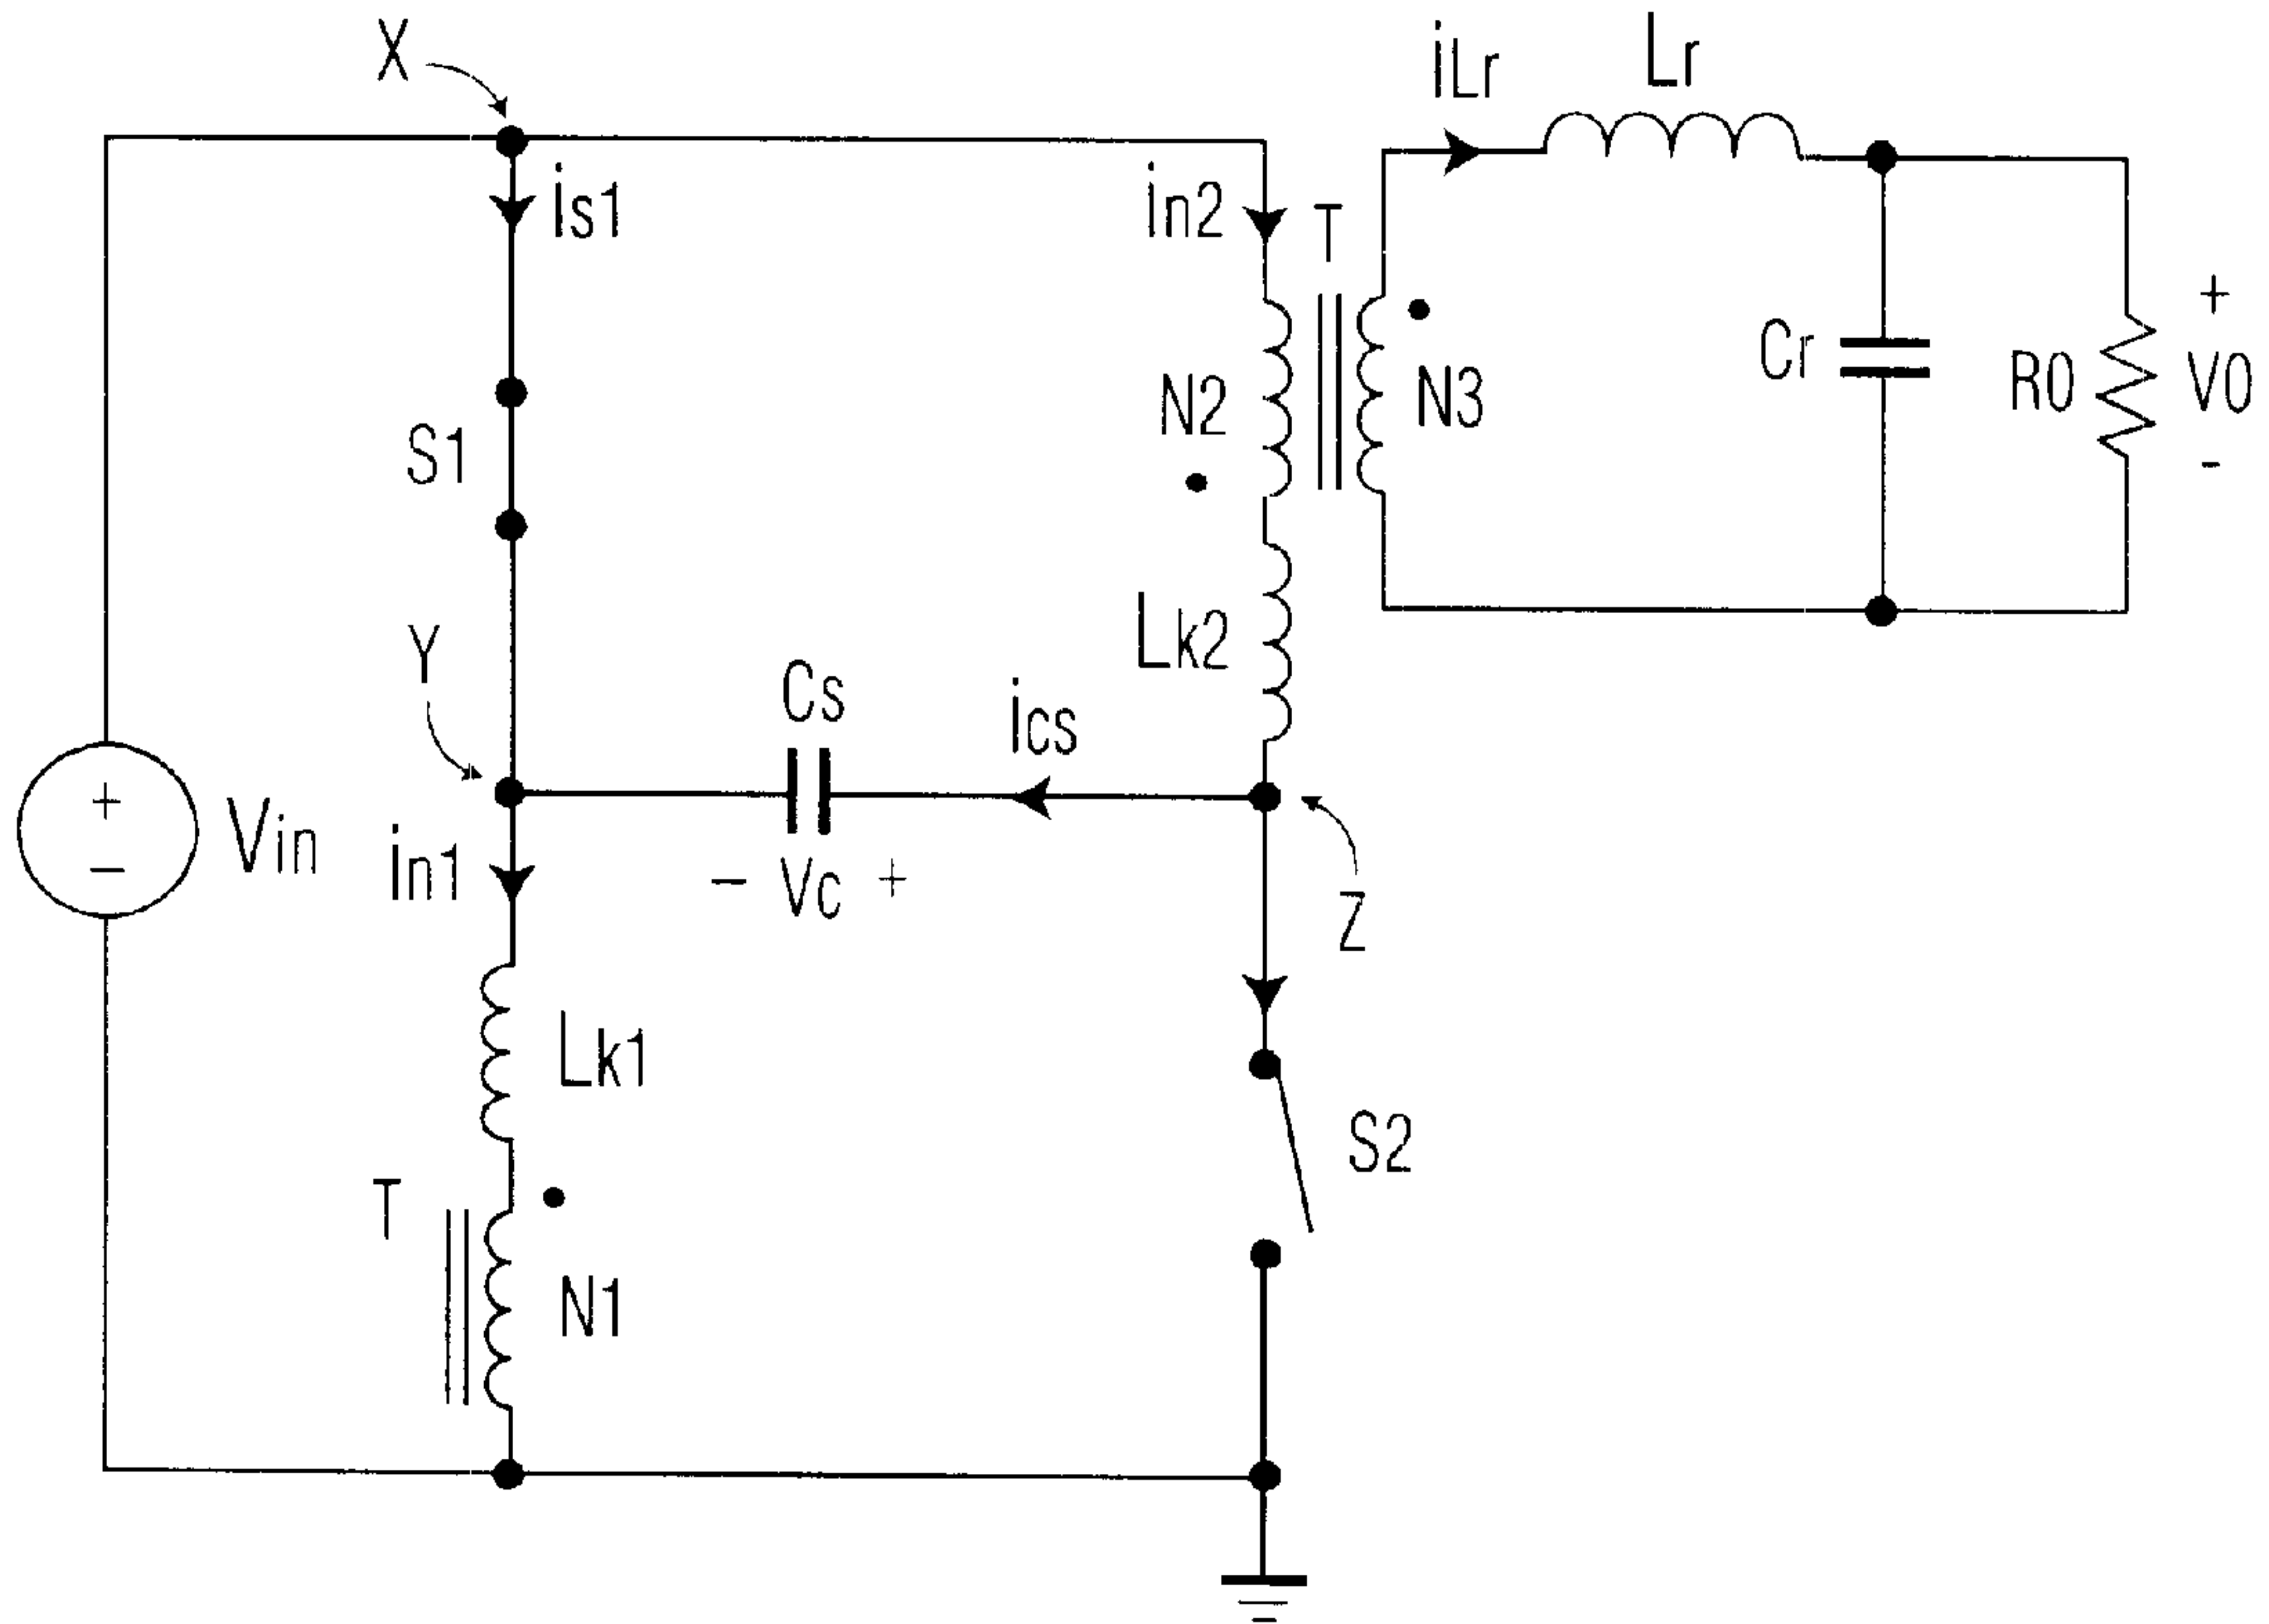 X
iLr
Lr
is1
in2
T
+
Cr
R0
V0
-
N2
N3
S1
Lk2
Y
Cs
ics
+
-
Vin
in1
- Vc +
Z
Lk1
S2
T
N1